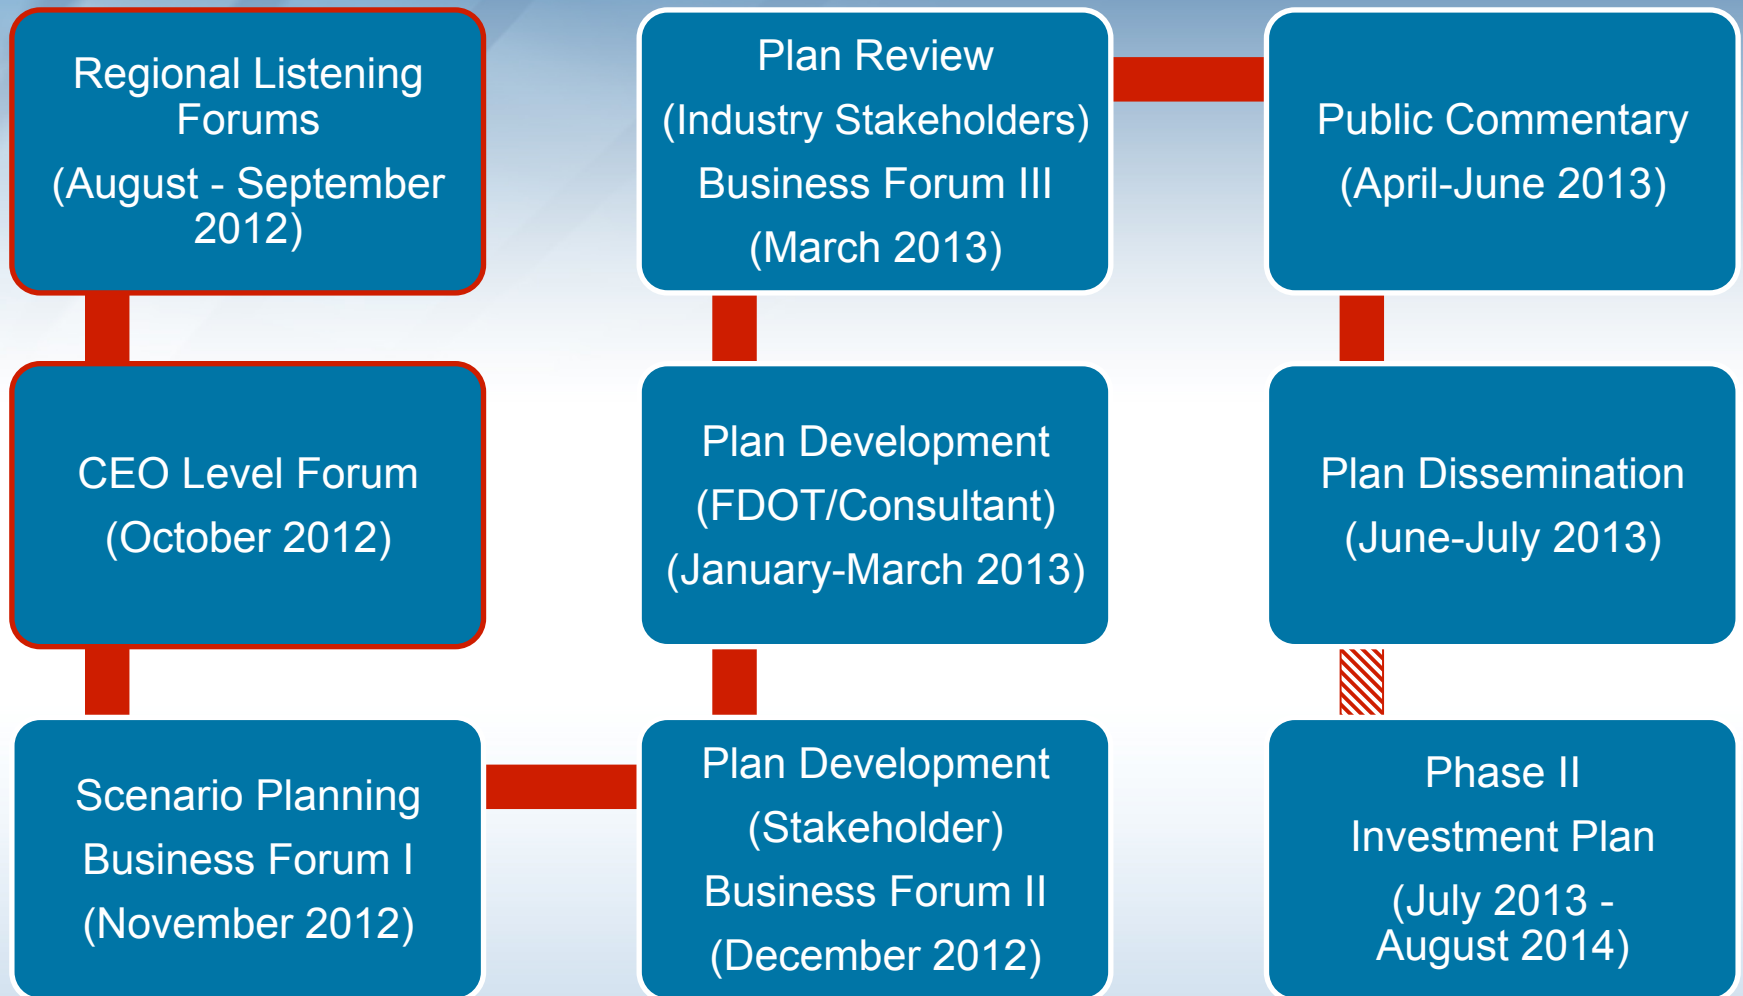 Regional Listening
Forums
(August - September
2012)
CEO Level Forum
(October 2012)
Scenario Planning
Business Forum I
(November 2012)
Plan Development
(Stakeholder)
Business Forum II
(December 2012)
Plan Development
(FDOT/Consultant)
(January-March 2013)
Plan Review
(Industry Stakeholders)
Business Forum III
(March 2013)
Public Commentary
(April-June 2013)
Plan Dissemination
(June-July 2013)
Phase II
Investment Plan
(July 2013 -
August 2014)